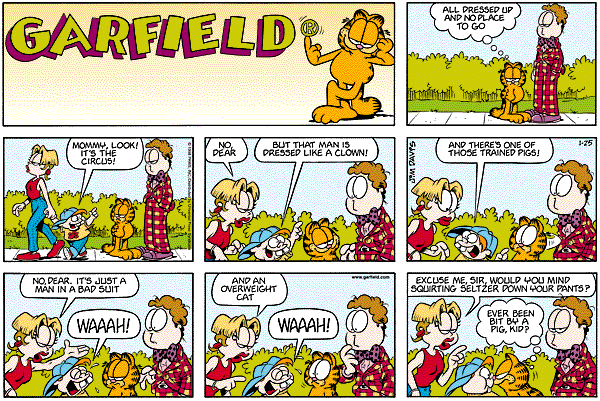 GARFIELD®
ALL DRESSED UP
AND NO PLACE
TO GO
MOMMY, LOOK!
IT'S THE
CIRCUS!
NO,
DEAR
BUT THAT MAN IS
DRESSED LIKE A CLOWN!
AND THERE'S ONE OF
THOSE TRAINED PIGS!
JIM DAVIS
1-25
NO, DEAR. IT'S JUST A
MAN IN A BAD SUIT
WAAAH!
www.garfield.com
AND AN
OVERWEIGHT
CAT
WAAAH!
EXCUSE ME, SIR, WOULD YOU MIND
SQUIRTING SELTZER DOWN YOUR PANTS?
EVER BEEN
BIT BY A
PIG, KID?